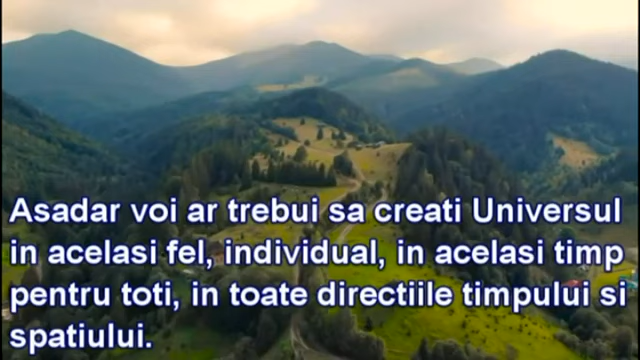 Asadar voi ar trebui sa creati Universul
in acelasi fel, individual, in acelasi timp
pentru toti, in toate directiile timpului si
spatiului.